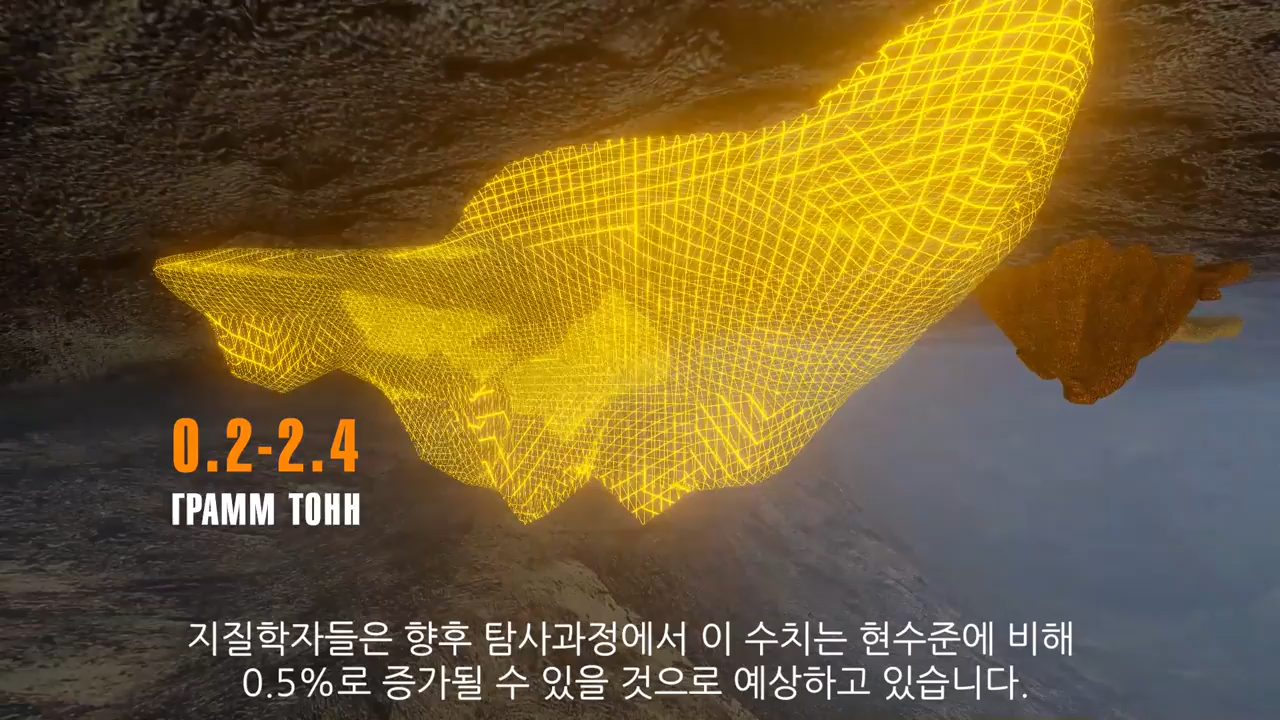 0.2-2.4
ГРАММ ТОНН
지질학자들은 향후 탐사과정에서 이 수치는 현수준에 비해
0.5%로 증가될 수 있을 것으로 예상하고 있습니다.